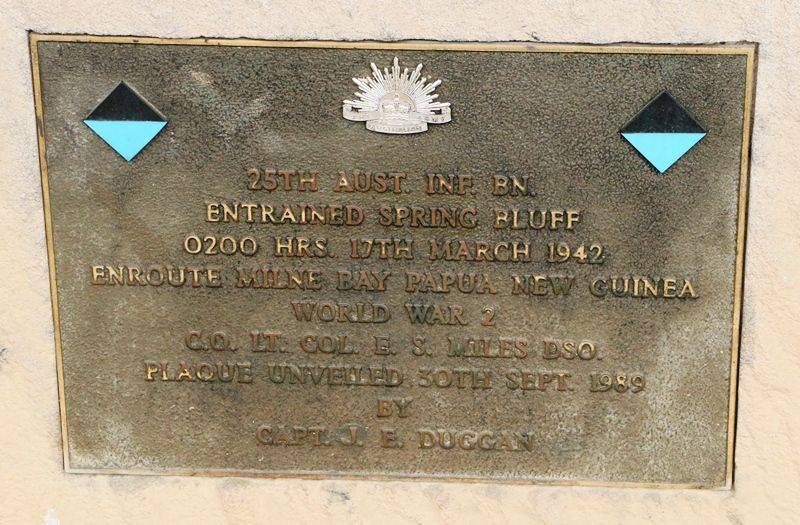 AUSTRALIA
25TH AUST. INF. BN.
ENTRAINED SPRING BLUFF
0200 HRS. 17TH MARCH 1942
ENROUTE MILNE BAY PAPUA NEW GUINEA
WORLD WAR 2
C.O. LT. COL. E. S. MILES DSO.
PLAQUE UNVEILED 30TH SEPT. 1989
BY
CAPT. J. E. DUGGAN